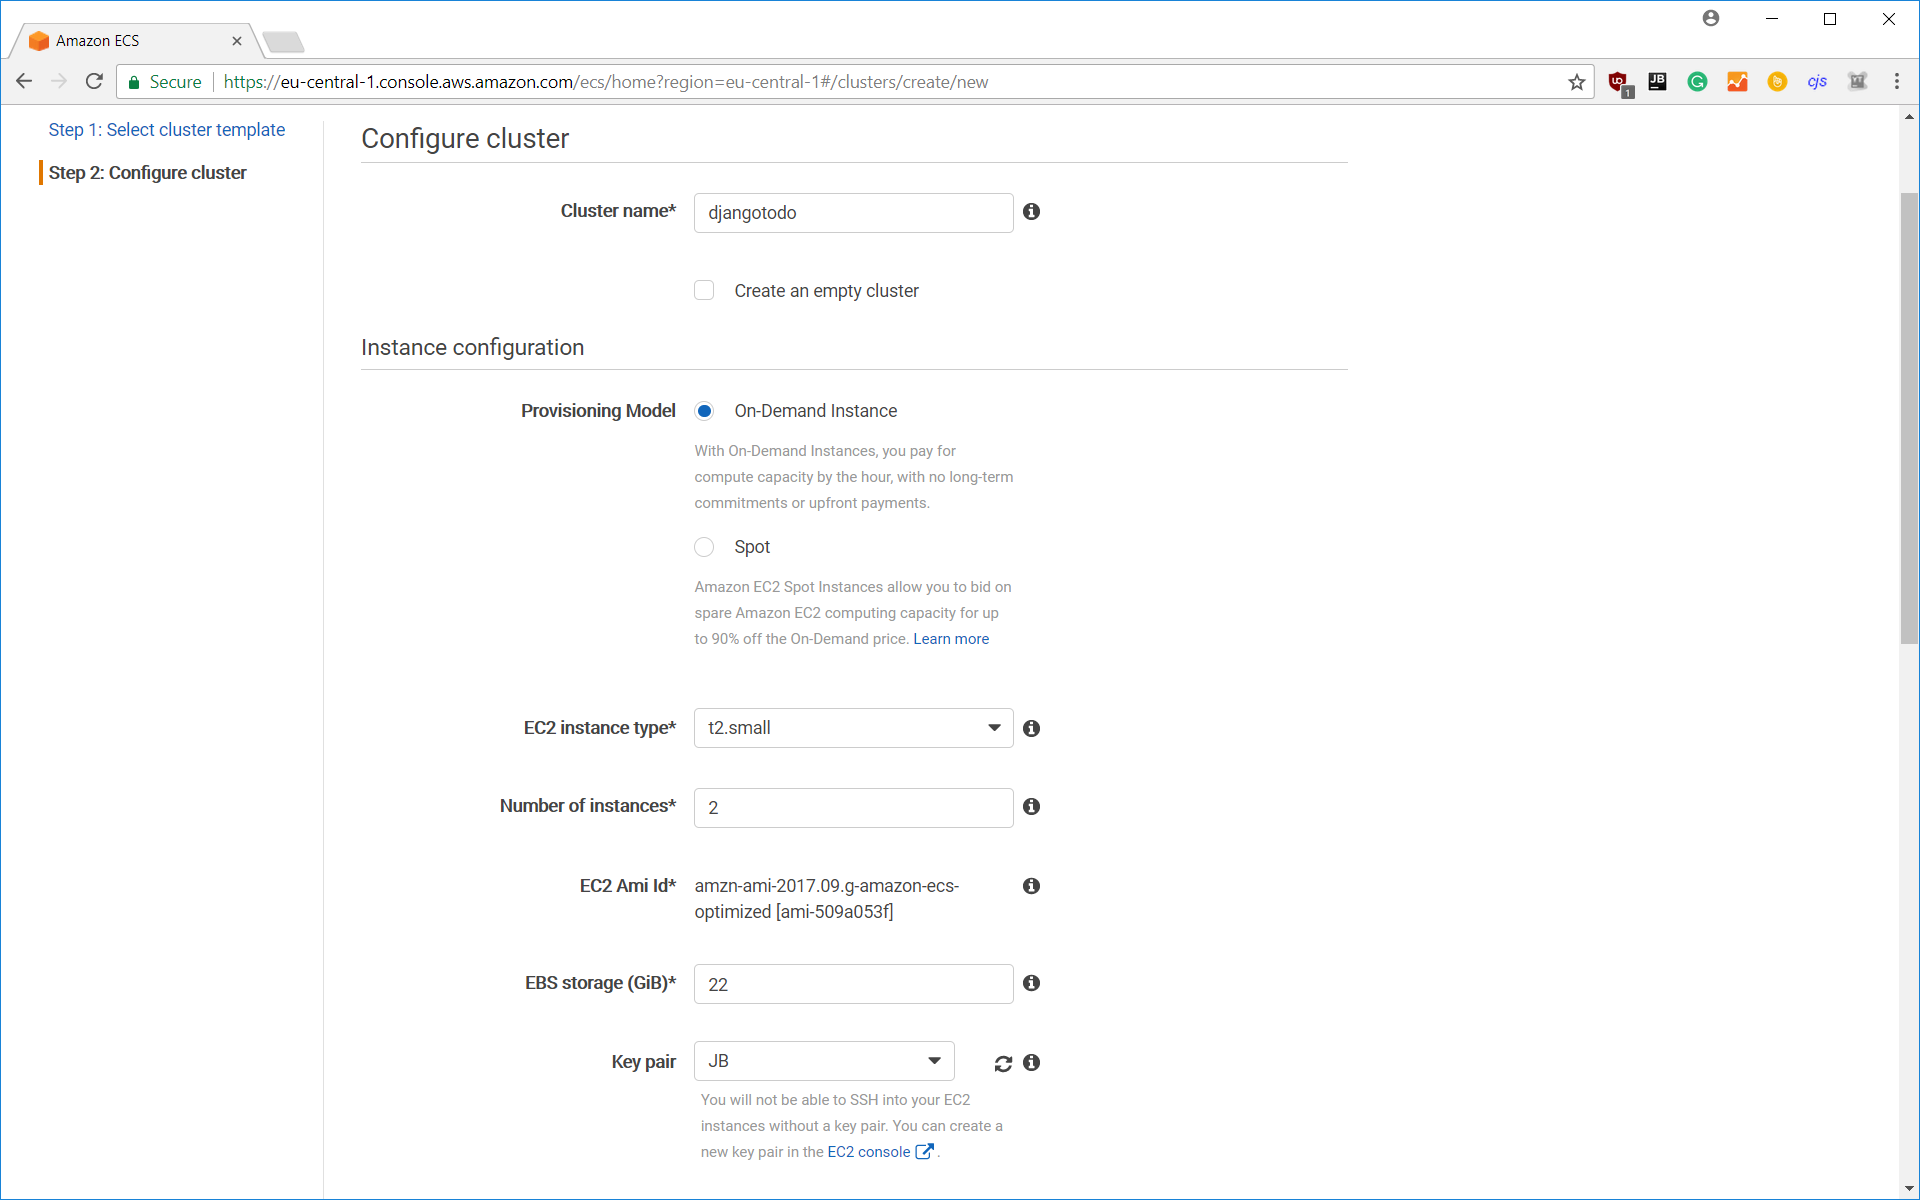 Amazon ECS
Secure
https://eu-central-1.console.aws.amazon.com/ecs/home?region=eu-central-1#/clusters/create/new
1
JB
cjs
Step 1: Select cluster template
Step 2: Configure cluster
Configure cluster
Cluster name*
djangotodo
Create an empty cluster
Instance configuration
Provisioning Model
On-Demand Instance
With On-Demand Instances, you pay for
compute capacity by the hour, with no long-term
commitments or upfront payments.
Spot
Amazon EC2 Spot Instances allow you to bid on
spare Amazon EC2 computing capacity for up
to 90% off the On-Demand price. Learn more
EC2 instance type*
t2.small
Number of instances*
2
EC2 Ami Id*
amzn-ami-2017.09.g-amazon-ecs-
optimized [ami-509a053f]
EBS storage (GiB)*
22
Key pair
JB
You will not be able to SSH into your EC2
instances without a key pair. You can create a
new key pair in the EC2 console .